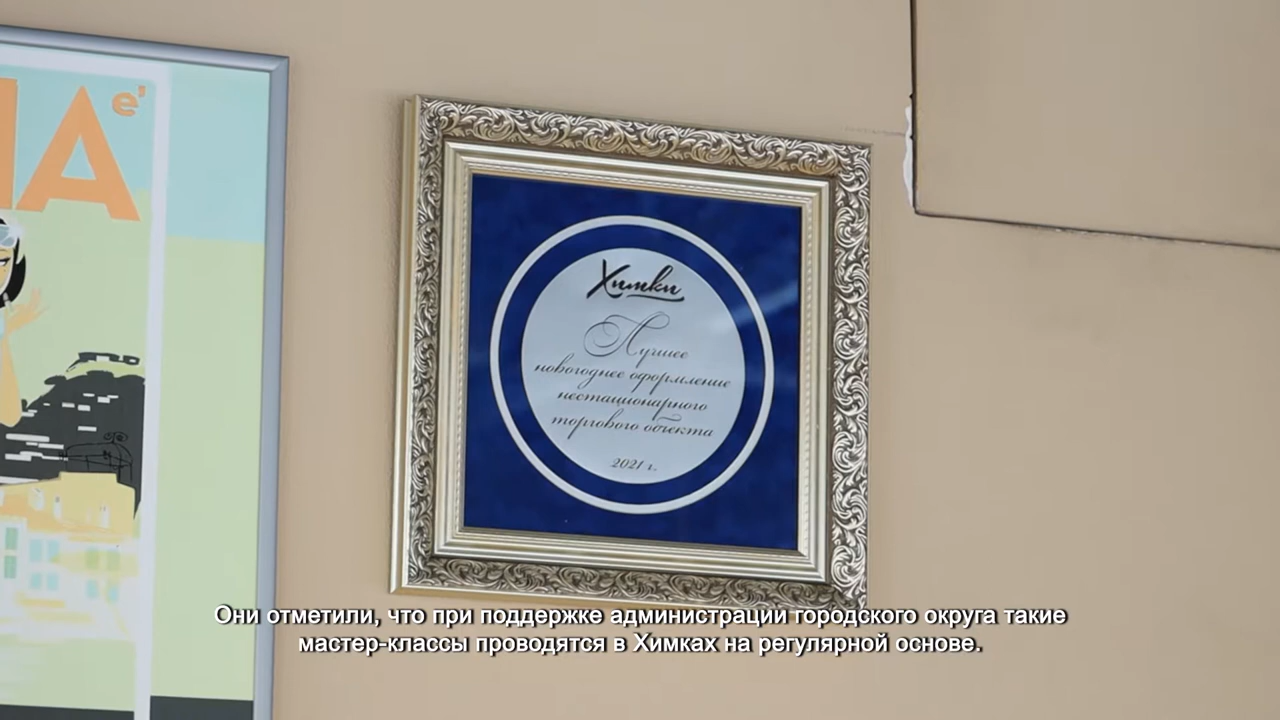 е'
Химки
Лучшее
новогоднее оформление
нестационарного
торгового объекта
2021 г.
Они отметили, что при поддержке администрации городского округа такие
мастер-классы проводятся в Химках на регулярной основе.